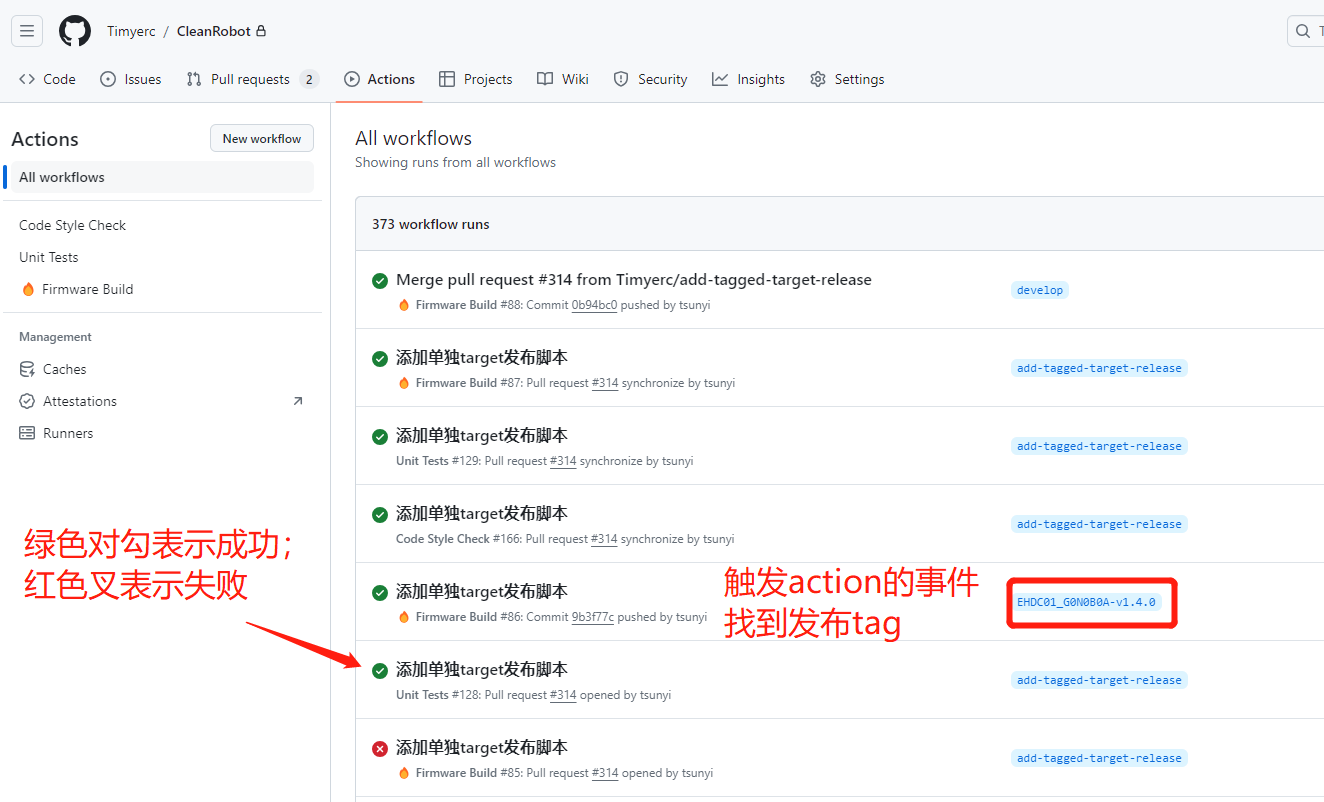 Timyerc / CleanRobot
T
Code
Issues
Pull requests 2
Actions
Projects
Wiki
Security
Insights
Settings
Actions
New workflow
All workflows
Code Style Check
Unit Tests
Firmware Build
Management
Caches
Attestations
Runners
绿色对勾表示成功;
红色叉表示失败
All workflows
Showing runs from all workflows
373 workflow runs
Merge pull request #314 from Timyerc/add-tagged-target-release
Firmware Build #88: Commit 0b94bc0 pushed by tsunyi
develop
添加单独target发布脚本
Firmware Build #87: Pull request #314 synchronize by tsunyi
add-tagged-target-release
添加单独target发布脚本
Unit Tests #129: Pull request #314 synchronize by tsunyi
add-tagged-target-release
添加单独target发布脚本
Code Style Check #166: Pull request #314 synchronize by tsunyi
add-tagged-target-release
添加单独target发布脚本
Firmware Build #86: Commit 9b3f77c pushed by tsunyi
触发action的事件
找到发布tag
EHDC01_G0N0B0A-v1.4.0
添加单独target发布脚本
Unit Tests #128: Pull request #314 opened by tsunyi
add-tagged-target-release
添加单独target发布脚本
Firmware Build #85: Pull request #314 opened by tsunyi
add-tagged-target-release